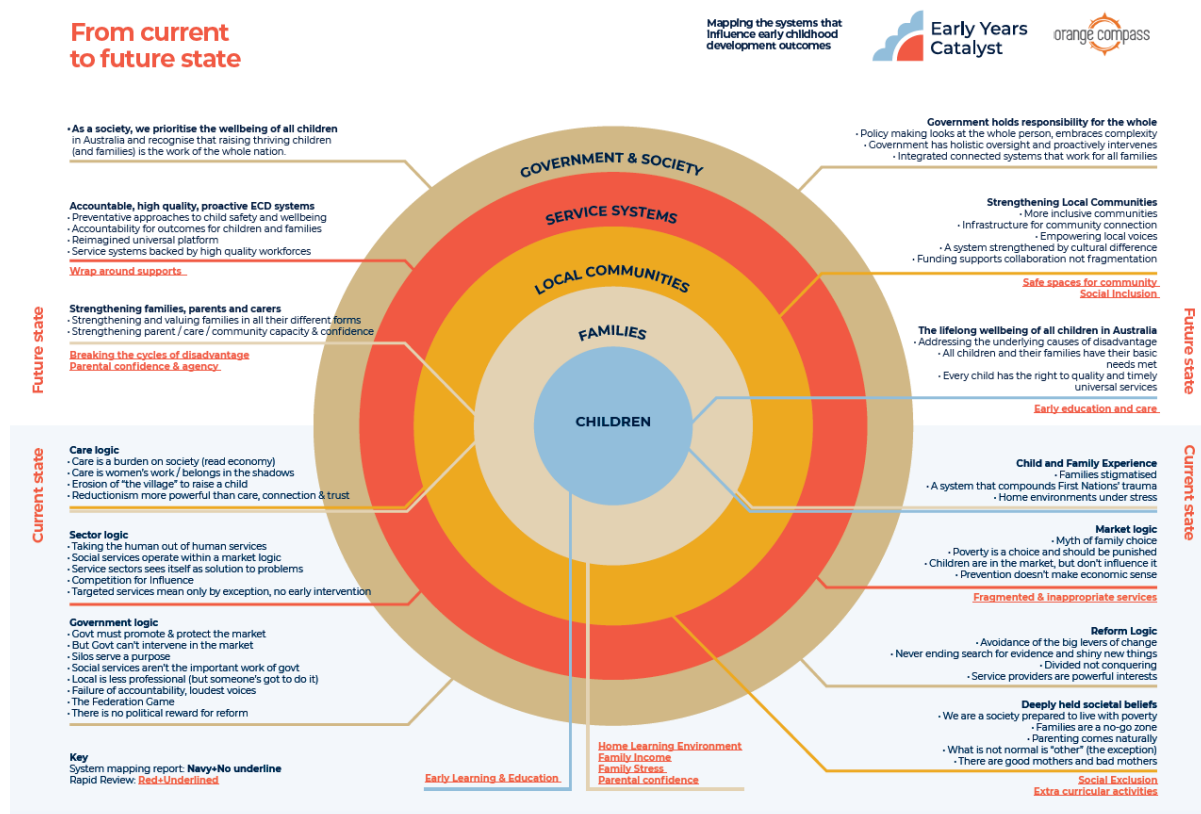 From current
to future state
Mapping the systems that
influence early childhood
development outcomes
Early Years
Catalyst
orange compass
• As a society, we prioritise the wellbeing of all children
in Australia and recognise that raising thriving children
(and families) is the work of the whole nation.
Accountable, high quality, proactive ECD systems
• Preventative approaches to child safety and wellbeing
• Accountability for outcomes for children and families
• Reimagined universal platform
• Service systems backed by high quality workforces
Wrap around supports
Strengthening families, parents and carers
• Strengthening and valuing families in all their different forms
• Strengthening parent / care / community capacity & confidence
Breaking the cycles of disadvantage
Parental confidence & agency
Future state
GOVERNMENT & SOCIETY
SERVICE SYSTEMS
LOCAL COMMUNITIES
FAMILIES
CHILDREN
Government holds responsibility for the whole
• Policy making looks at the whole person, embraces complexity
• Government has holistic oversight and proactively intervenes
• Integrated connected systems that work for all families
Strengthening Local Communities
• More inclusive communities
• Infrastructure for community connection
• Empowering local voices
• A system strengthened by cultural difference
• Funding supports collaboration not fragmentation
Safe spaces for community
Social Inclusion
The lifelong wellbeing of all children in Australia
• Addressing the underlying causes of disadvantage
• All children and their families have their basic
needs met
• Every child has the right to quality and timely
universal services
Early education and care
Future state
Current state
Care logic
• Care is a burden on society (read economy)
• Care is women's work / belongs in the shadows
• Erosion of "the village" to raise a child
• Reductionism more powerful than care, connection & trust
Sector logic
• Taking the human out of human services
• Social services operate within a market logic
• Service sectors sees itself as solution to problems
• Competition for Influence
• Targeted services mean only by exception, no early intervention
Government logic
• Govt must promote & protect the market
• But Govt can't intervene in the market
• Silos serve a purpose
• Social services aren't the important work of govt
• Local is less professional (but someone's got to do it)
• Failure of accountability, loudest voices
• The Federation Game
• There is no political reward for reform
Key
System mapping report: Navy+No underline
Rapid Review: Red+Underlined
Early Learning & Education
Home Learning Environment
Family Income
Family Stress
Parental confidence
Current state
Child and Family Experience
• Families stigmatised
• A system that compounds First Nations' trauma
• Home environments under stress
Market logic
• Myth of family choice
• Poverty is a choice and should be punished
• Children are in the market, but don't influence it
• Prevention doesn't make economic sense
Fragmented & inappropriate services
Reform Logic
• Avoidance of the big levers of change
• Never ending search for evidence and shiny new things
• Divided not conquering
• Service providers are powerful interests
Deeply held societal beliefs
• We are a society prepared to live with poverty
• Families are a no-go zone
• Parenting comes naturally
• What is not normal is "other" (the exception)
• There are good mothers and bad mothers
Social Exclusion
Extra curricular activities